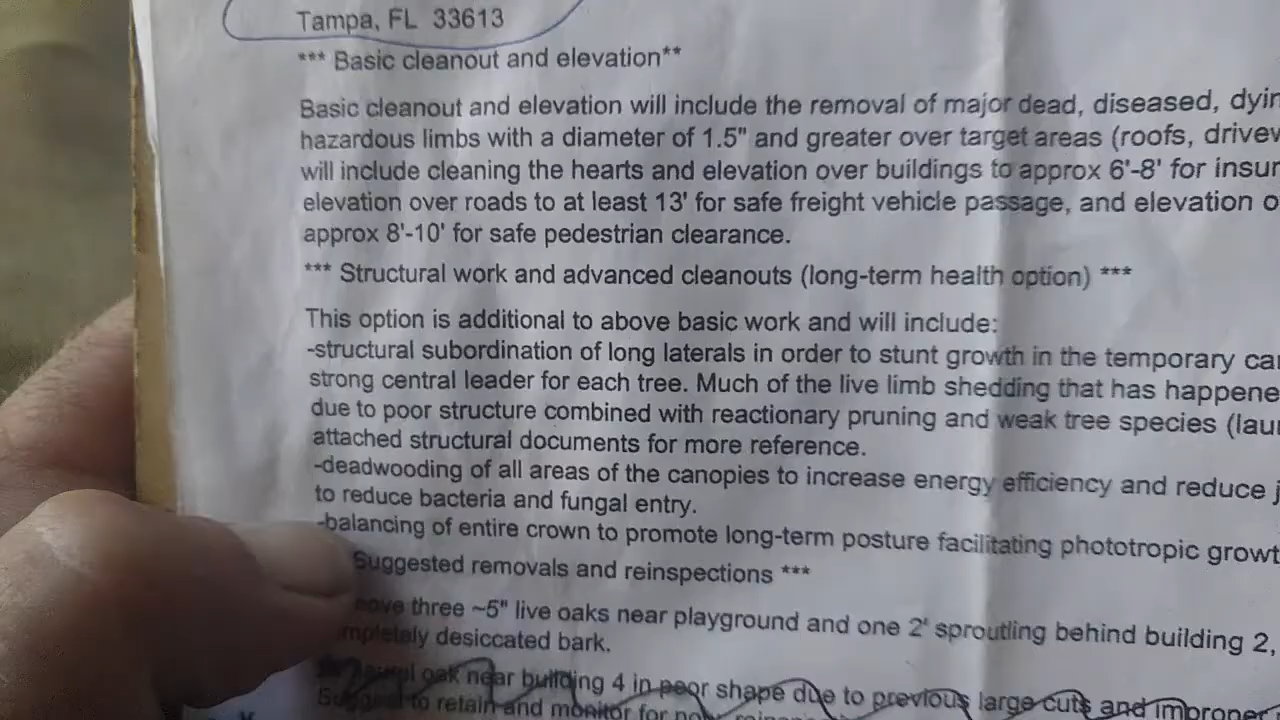 Tampa, FL 33613
*** Basic cleanout and elevation**
Basic cleanout and elevation will include the removal of major dead, diseased,
hazardous limbs with a diameter of 1.5" and greater over target areas (roofs,
will include cleaning the hearts and elevation over buildings to approx 6'-8' for
elevation over roads to at least 13' for safe freight vehicle passage, and elevation
approx 8'-10' for safe pedestrian clearance.
*** Structural work and advanced cleanouts (long-term health option) ***
This option is additional to above basic work and will include:
-structural subordination of long laterals in order to stunt growth in the temporary
strong central leader for each tree. Much of the live limb shedding that has
due to poor structure combined with reactionary pruning and weak tree species
attached structural documents for more reference.
-deadwooding of all areas of the canopies to increase energy efficiency and reduce
to reduce bacteria and fungal entry.
-balancing of entire crown to promote long-term posture facilitating phototropic
Suggested removals and reinspections ***
three ~5" live oaks near playground and one 2' sproutling behind building 2,
desiccated bark.
oak near building 4 in poor shape due to previous large cuts and
to retain and monitor for